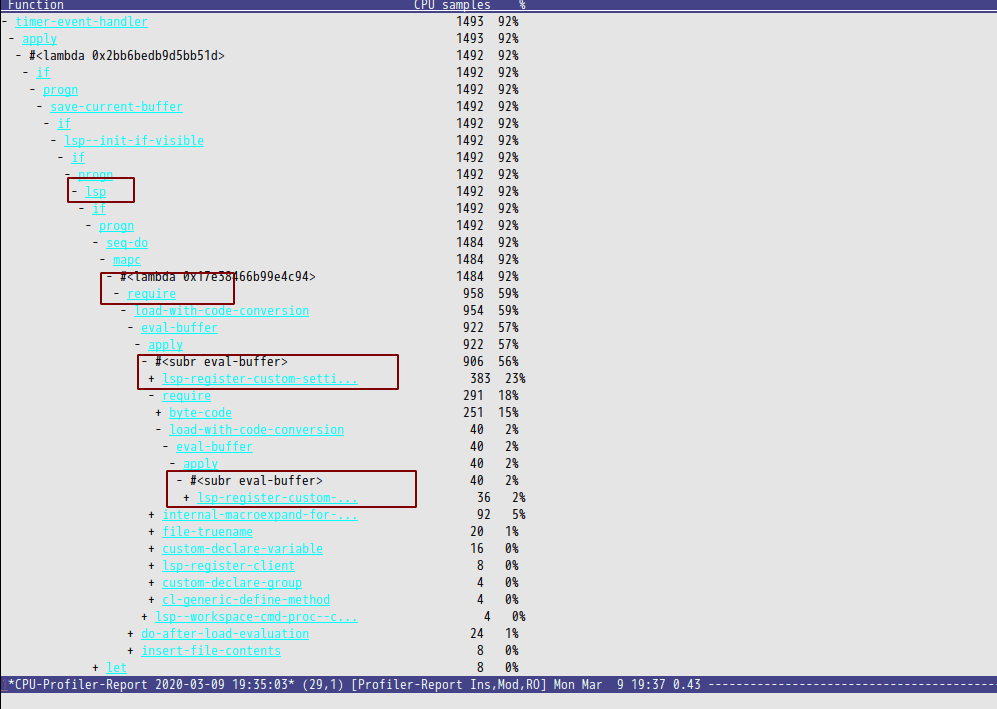 Function CPU samples %
- timer-event-handler 1493 92%
- apply 1493 92%
- #<lambda 0x2bb6bedb9d5bb51d> 1492 92%
- if 1492 92%
- progn 1492 92%
- save-current-buffer 1492 92%
- if 1492 92%
- lsp--init-if-visible 1492 92%
- if 1492 92%
- progn 1492 92%
- lsp 1492 92%
- if 1492 92%
- progn 1492 92%
- seq-do 1484 92%
- mapc 1484 92%
- #<lambda 0x17e38466b99e4c94> 1484 92%
- require 958 59%
- load-with-code-conversion 954 59%
- eval-buffer 922 57%
- apply 922 57%
- #<subr eval-buffer> 906 56%
+ lsp-register-custom-setti... 383 23%
- require 291 18%
+ byte-code 251 15%
- load-with-code-conversion 40 2%
- eval-buffer 40 2%
- apply 40 2%
- #<subr eval-buffer> 40 2%
+ lsp-register-custom-... 36 2%
+ internal-macroexpand-for-... 92 5%
+ file-truename 20 1%
+ custom-declare-variable 16 0%
+ lsp-register-client 8 0%
+ custom-declare-group 4 0%
+ cl-generic-define-method 4 0%
+ lsp--workspace-cmd-proc--c... 4 0%
+ do-after-load-evaluation 24 1%
+ insert-file-contents 8 0%
+ let 8 0%
*CPU-Profiler-Report 2020-03-09 19:35:03* (29,1) [Profiler-Report Ins,Mod,RO] Mon Mar 9 19:37 0.43 ----------------------------------------